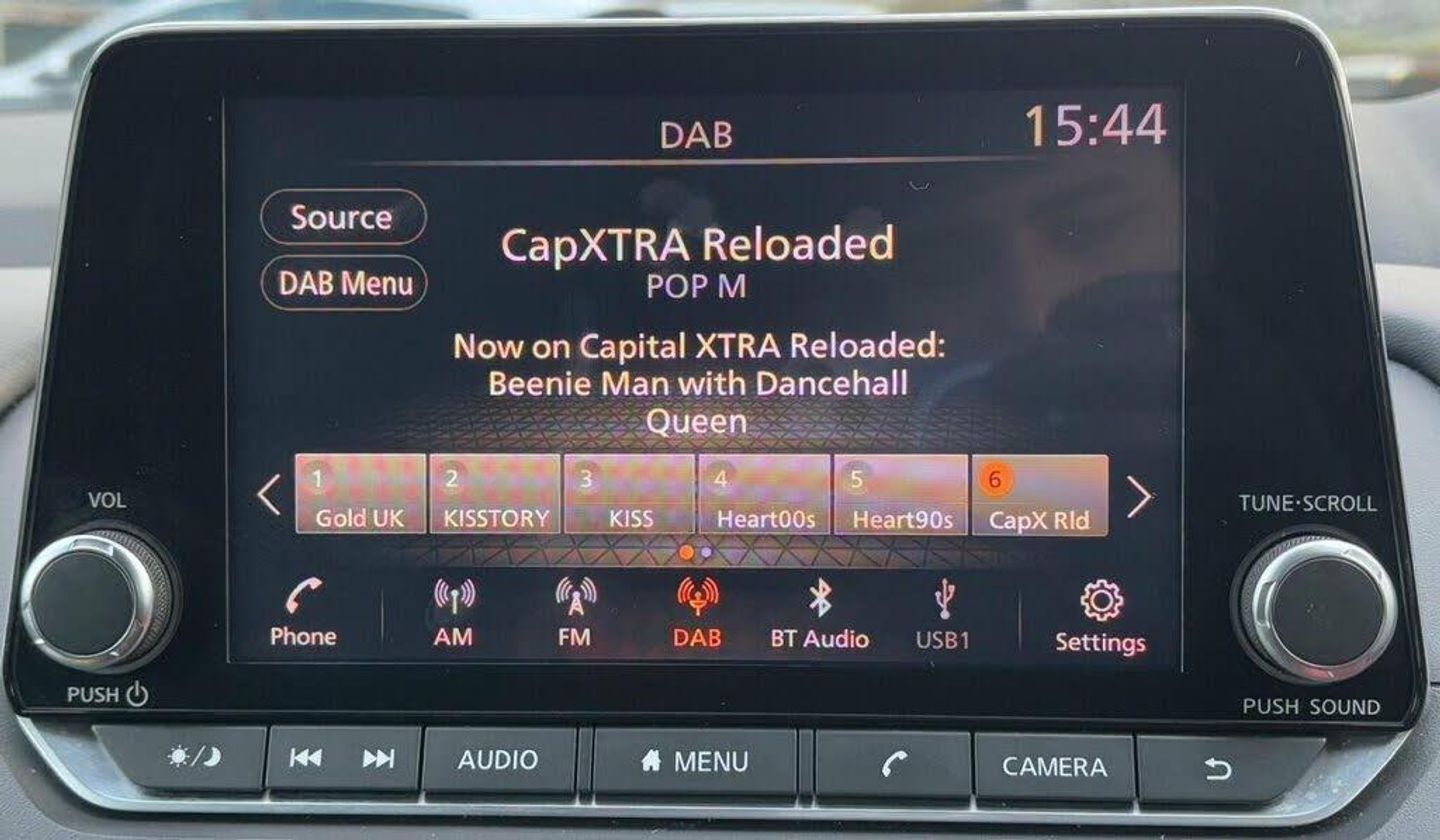 DAB
15:44
Source
CapXTRA Reloaded
DAB Menu
POP M
Now on Capital XTRA Reloaded:
Beenie Man with Dancehall
Queen
1 2 3 4 5 6
Gold UK KISSTORY KISS Heart00s Heart90s CapX Rld
VOL
TUNE·SCROLL
Phone AM FM DAB BT Audio USB1 Settings
PUSH
PUSH SOUND
AUDIO MENU CAMERA